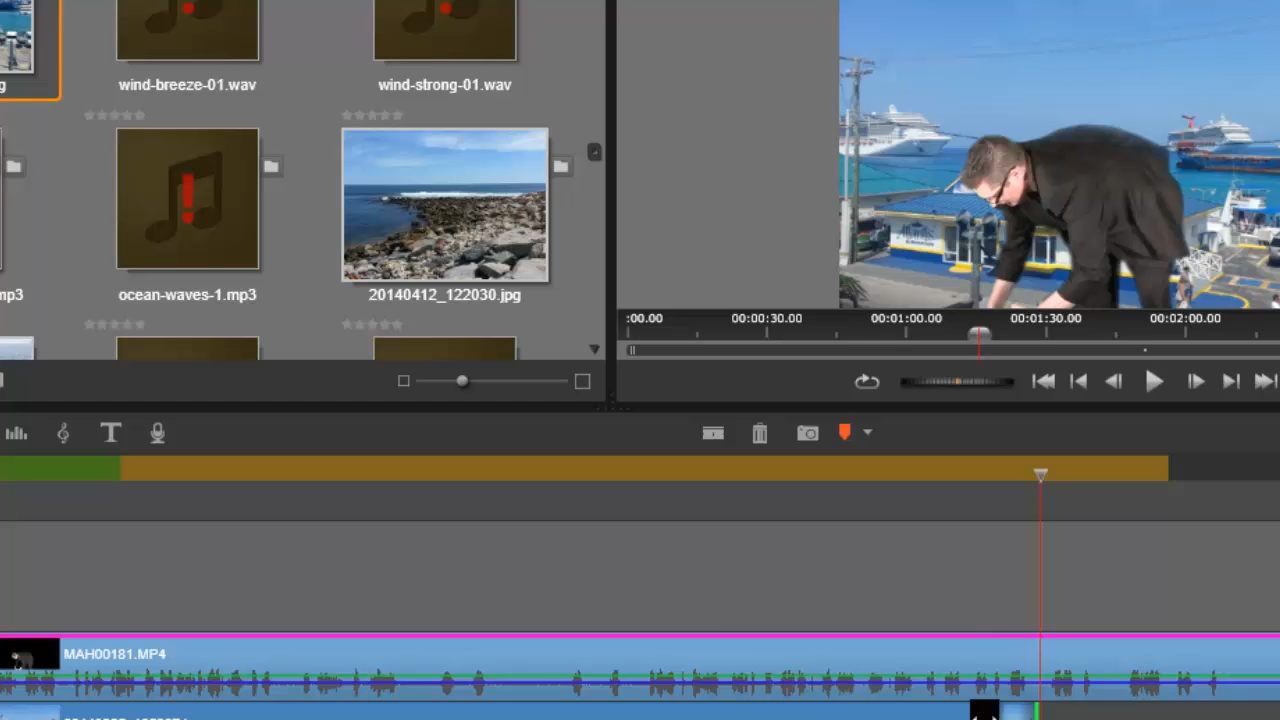 g
wind-breeze-01.wav
wind-strong-01.wav
mp3
ocean-waves-1.mp3
20140412_122030.jpg
:00.00
00:00:30.00
00:01:00.00
00:01:30.00
00:02:00.00
T
MAH00181.MP4